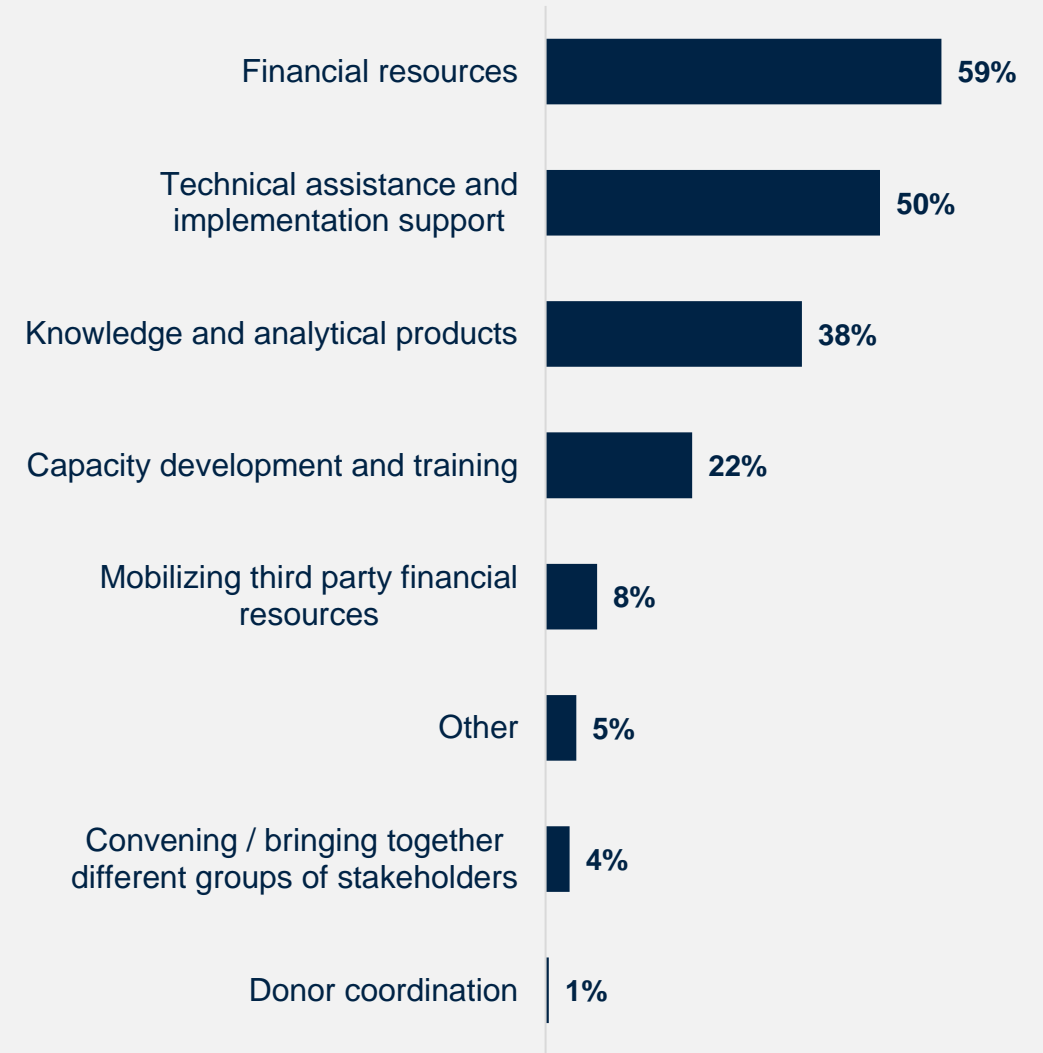 Financial resources
59%
Technical assistance and
implementation support
50%
Knowledge and analytical products
38%
Capacity development and training
22%
Mobilizing third party financial
resources
8%
Other
5%
Convening / bringing together
different groups of stakeholders
4%
Donor coordination
1%